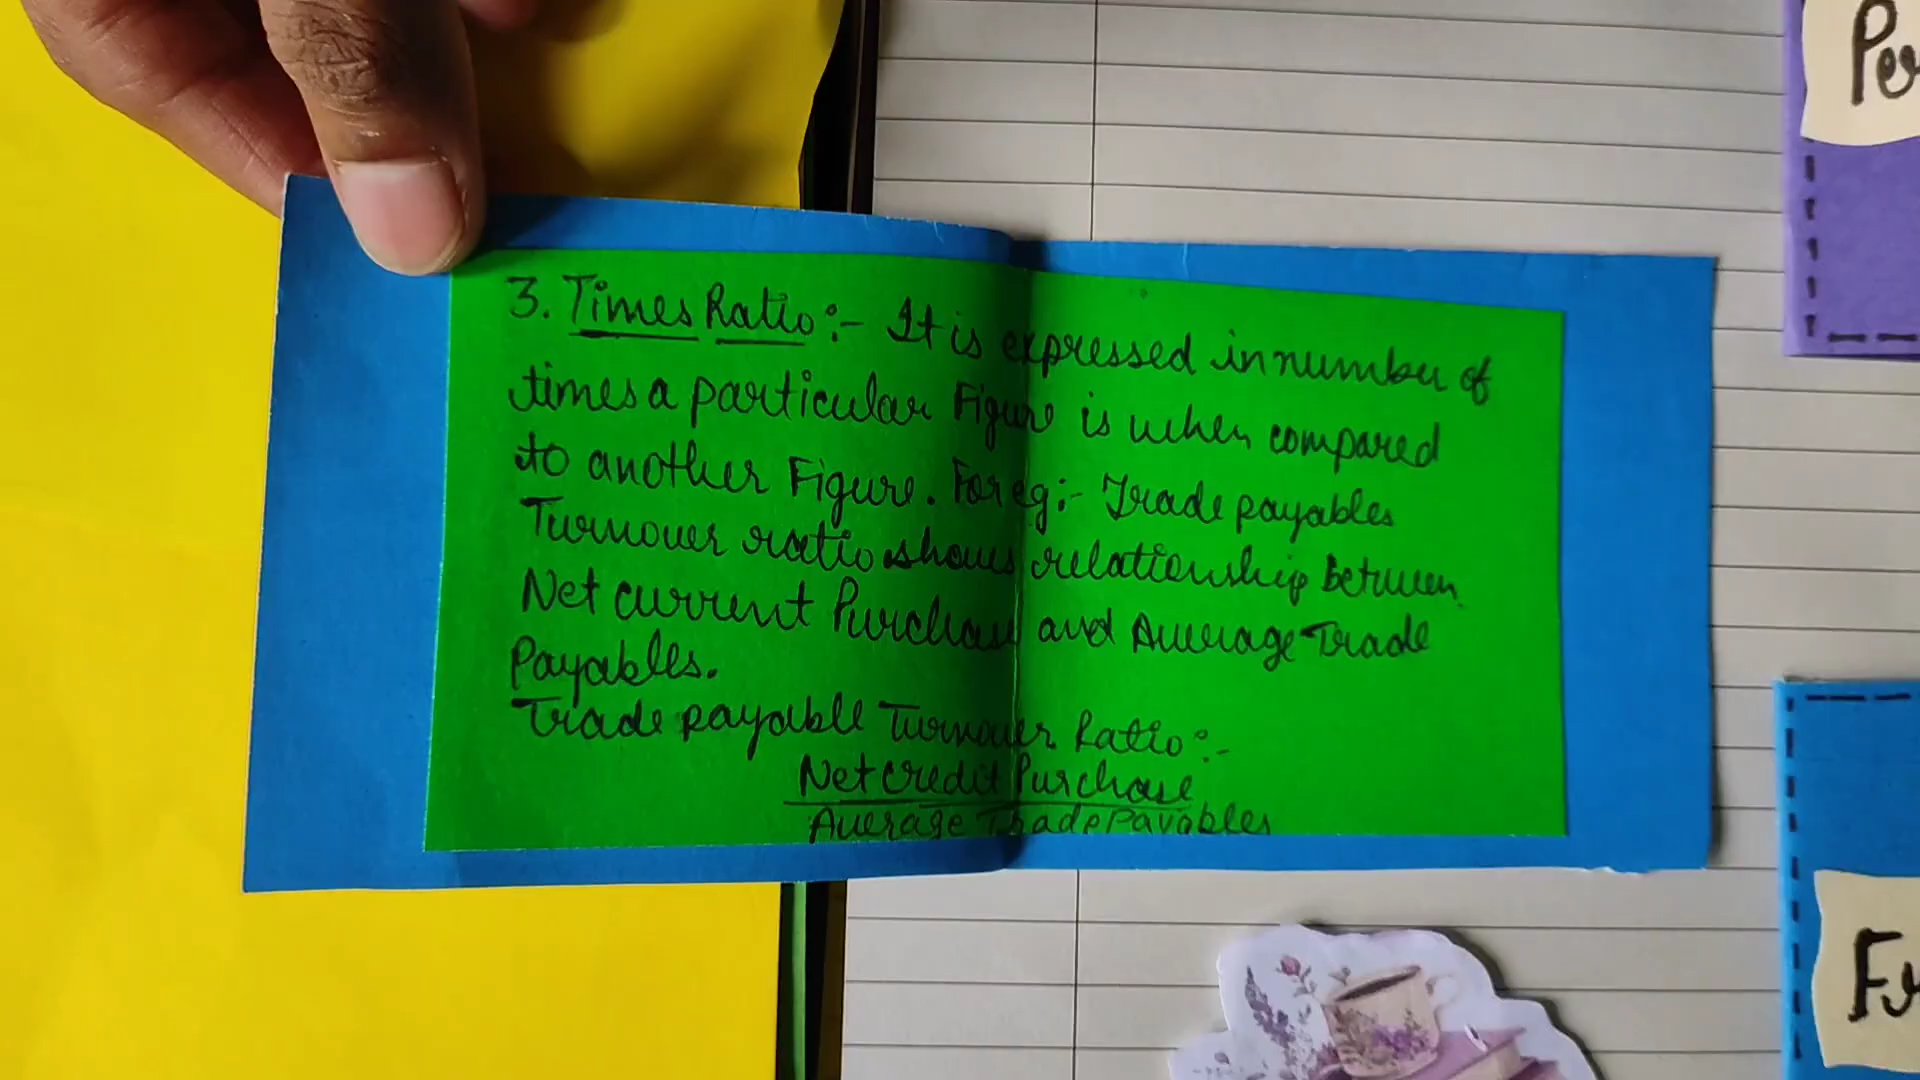 3. Times Ratio:- It is expressed in number of
times a particular Figure is when compared
to another Figure. For eg:- Trade payables
Turnover ratio shows relationship between
Net current Purchase and Average Trade
Payables.
Trade payable Turnover Ratio:-
Net credit Purchase
Average Trade Payables
Per
Fr